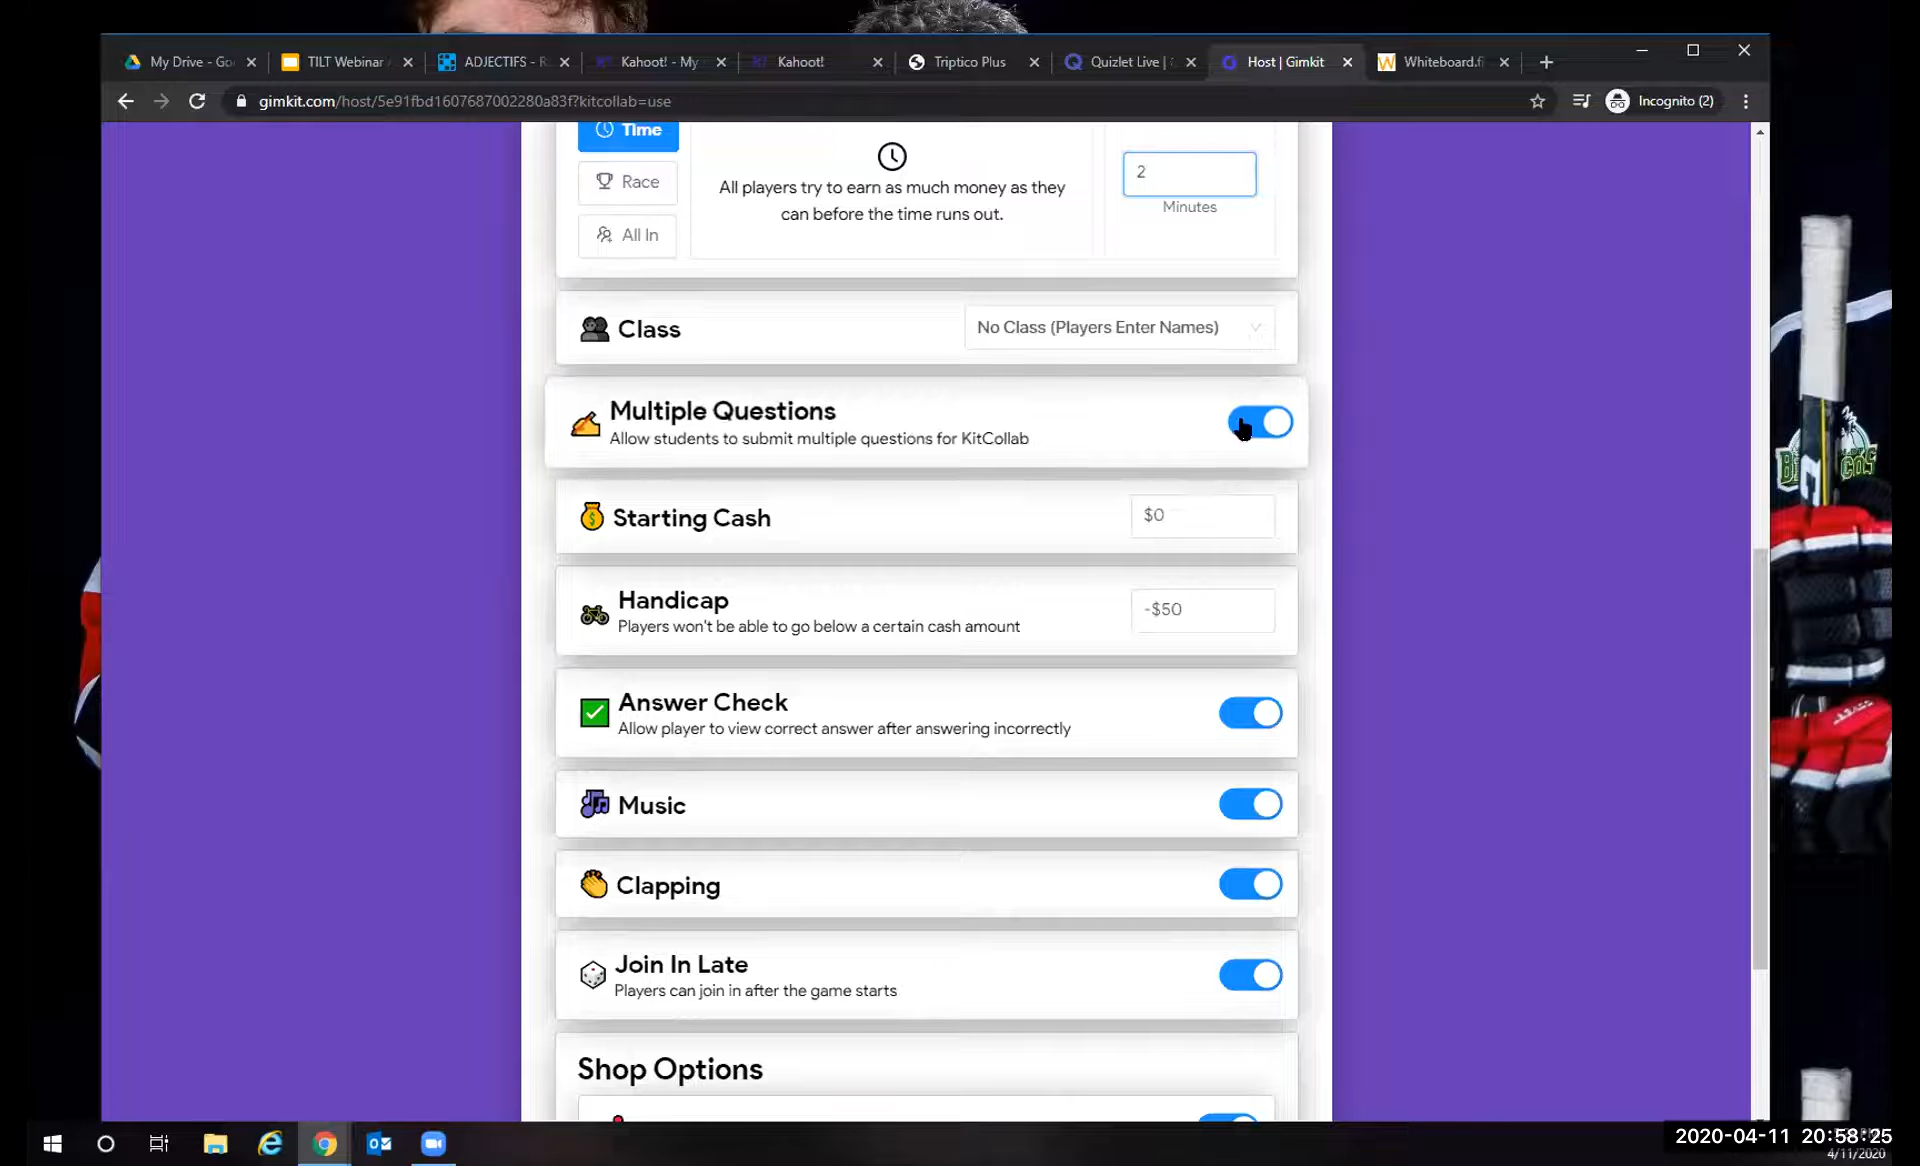 My Drive - Go
TILT Webinar
ADJECTIFS - R
Kahoot! - My
Kahoot!
Triptico Plus
Quizlet Live |
Host | Gimkit
Whiteboard.fi
gimkit.com/host/5e91fbd1607687002280a83f?kitcollab=use
Incognito (2)
Time
Race
All In
All players try to earn as much money as they
can before the time runs out.
2
Minutes
Class
No Class (Players Enter Names)
Multiple Questions
Allow students to submit multiple questions for KitCollab
Starting Cash
$0
Handicap
Players won't be able to go below a certain cash amount
-$50
Answer Check
Allow player to view correct answer after answering incorrectly
Music
Clapping
Join In Late
Players can join in after the game starts
Shop Options
2020-04-11 20:58:25
4/11/2020